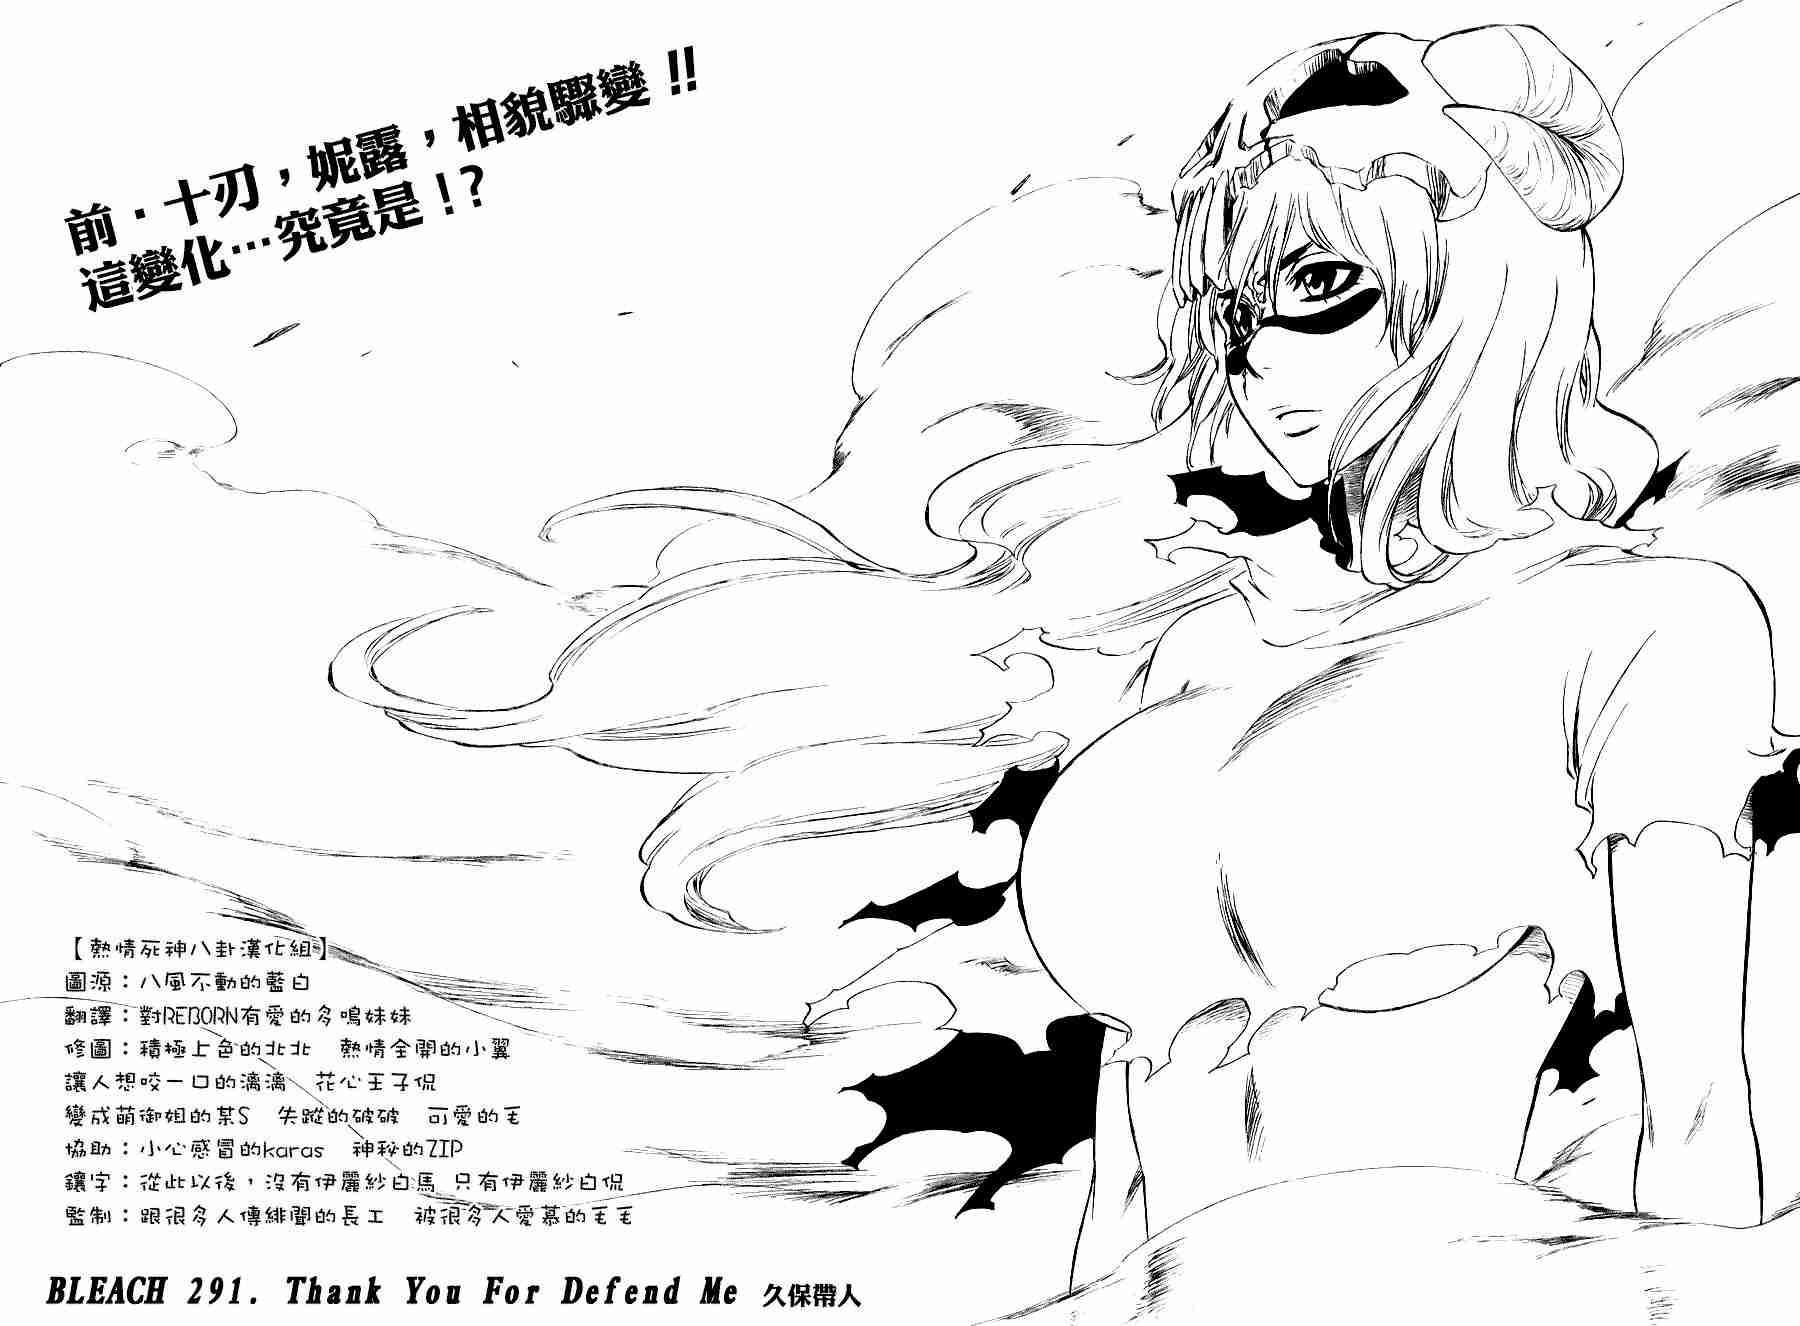 前．十刃，妮露，相貌驟變!!
這變化…究竟是!?
【熱情死神八卦漢化組】
圖源：八風不動的藍白
翻譯：對REBORN有愛的多鳴妹妹
修圖：積極上色的北北 熱情全開的小翼
讓人想咬一口的漓漓 花心王子侃
變成萌御姐的某S 失蹤的破破 可愛的毛
協助：小心感冒的karas 神秘的ZIP
鑲字：從此以後，沒有伊麗紗白馬 只有伊麗紗白侃
監制：跟很多人傳緋聞的長工 被很多人愛慕的毛毛
BLEACH 291. Thank You For Defend Me 久保帶人